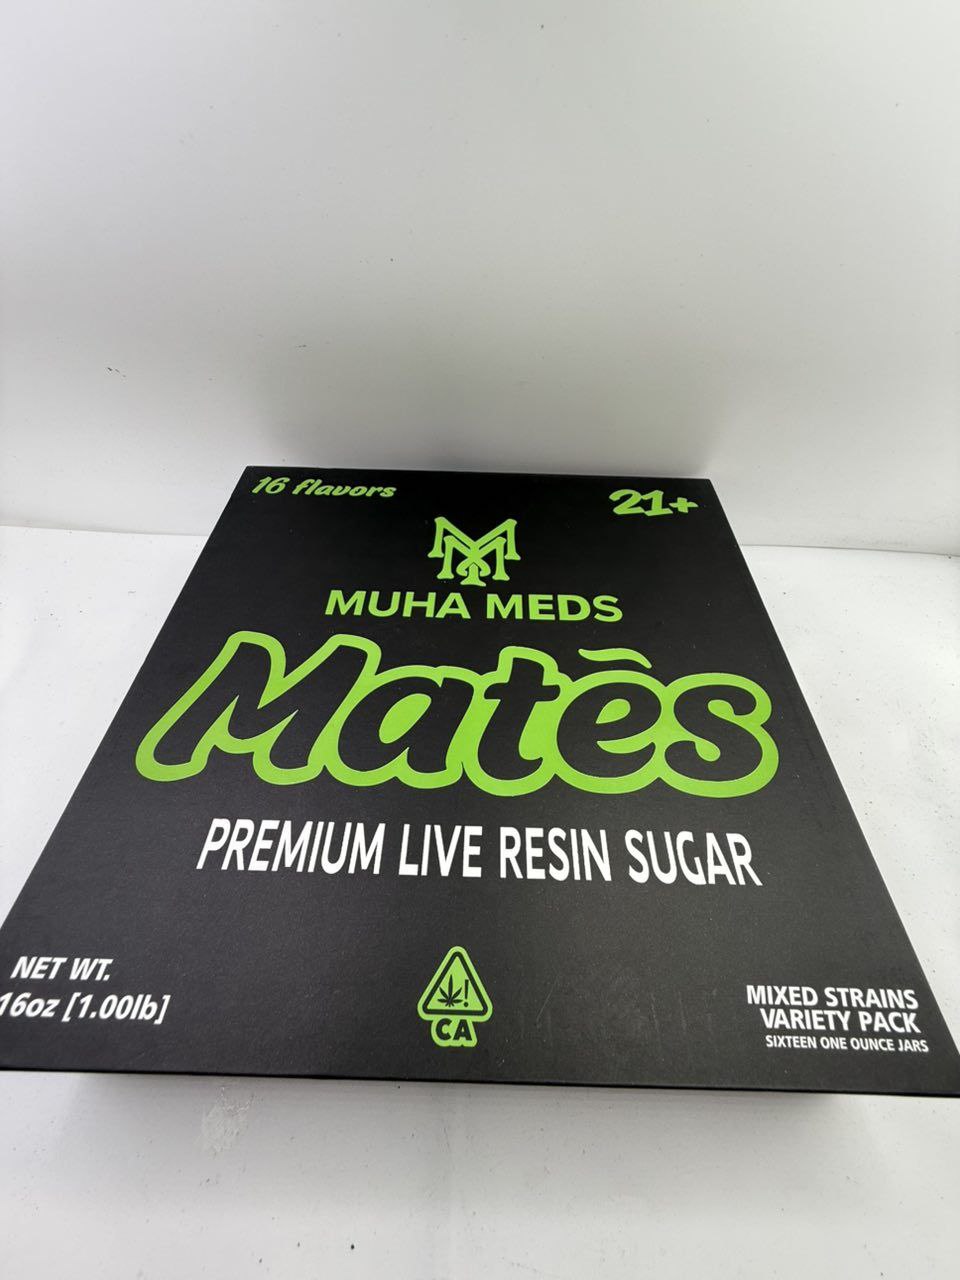 16 flavors
21+
MUHA MEDS
Matēs
PREMIUM LIVE RESIN SUGAR
NET WT.
16oz [1.00lb]
CA
MIXED STRAINS
VARIETY PACK
SIXTEEN ONE OUNCE JARS